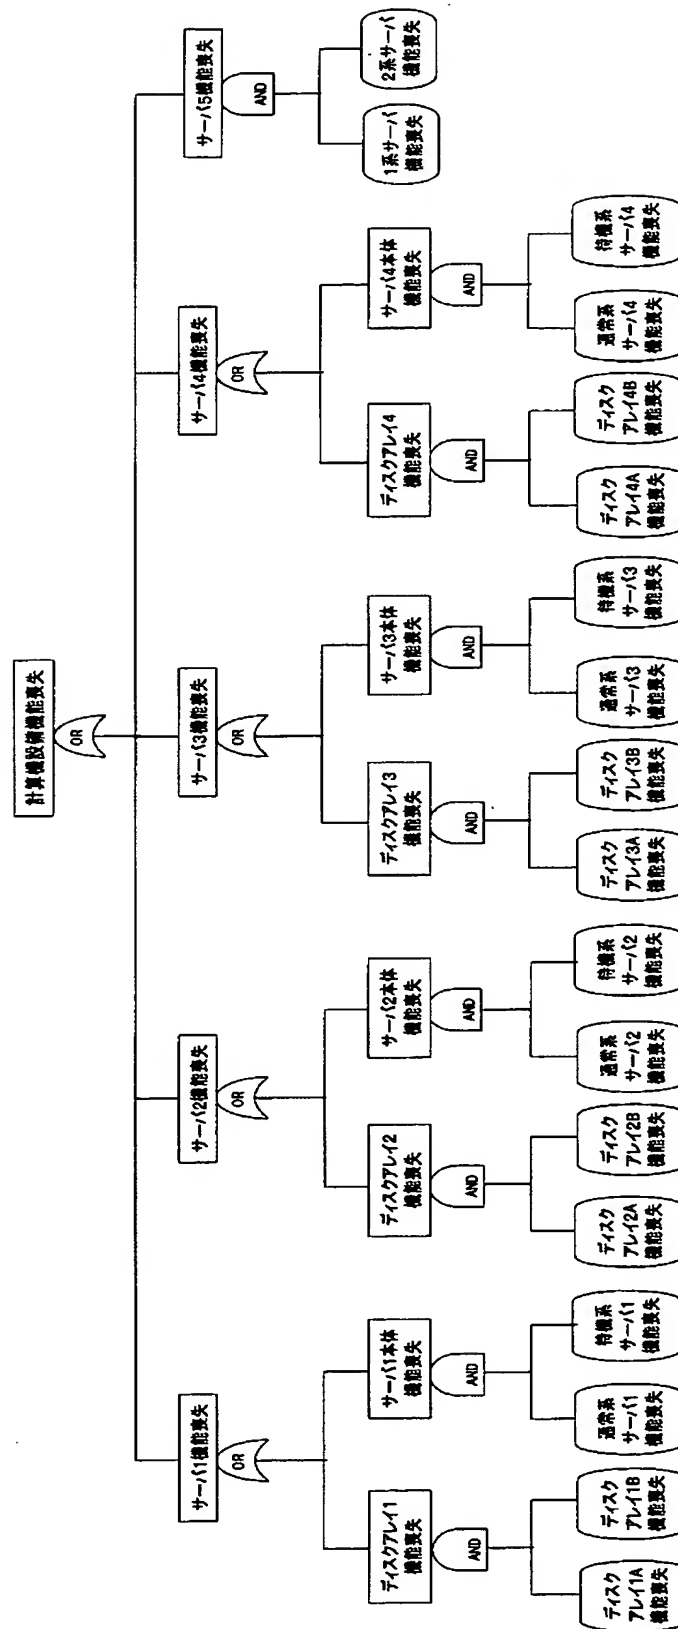 計算機設備機能喪失
OR
サーバ1機能喪失
OR
サーバ2機能喪失
OR
サーバ3機能喪失
OR
サーバ4機能喪失
OR
サーバ5機能喪失
AND
ディスクアレイ1
機能喪失
AND
サーバ1本体
機能喪失
AND
ディスクアレイ2
機能喪失
AND
サーバ2本体
機能喪失
AND
ディスクアレイ3
機能喪失
AND
サーバ3本体
機能喪失
AND
ディスクアレイ4
機能喪失
AND
サーバ4本体
機能喪失
AND
1系サーバ
機能喪失
2系サーバ
機能喪失
ディスク
アレイ1A
機能喪失
ディスク
アレイ1B
機能喪失
通常系
サーバ1
機能喪失
待機系
サーバ1
機能喪失
ディスク
アレイ2A
機能喪失
ディスク
アレイ2B
機能喪失
通常系
サーバ2
機能喪失
待機系
サーバ2
機能喪失
ディスク
アレイ3A
機能喪失
ディスク
アレイ3B
機能喪失
通常系
サーバ3
機能喪失
待機系
サーバ3
機能喪失
ディスク
アレイ4A
機能喪失
ディスク
アレイ4B
機能喪失
通常系
サーバ4
機能喪失
待機系
サーバ4
機能喪失